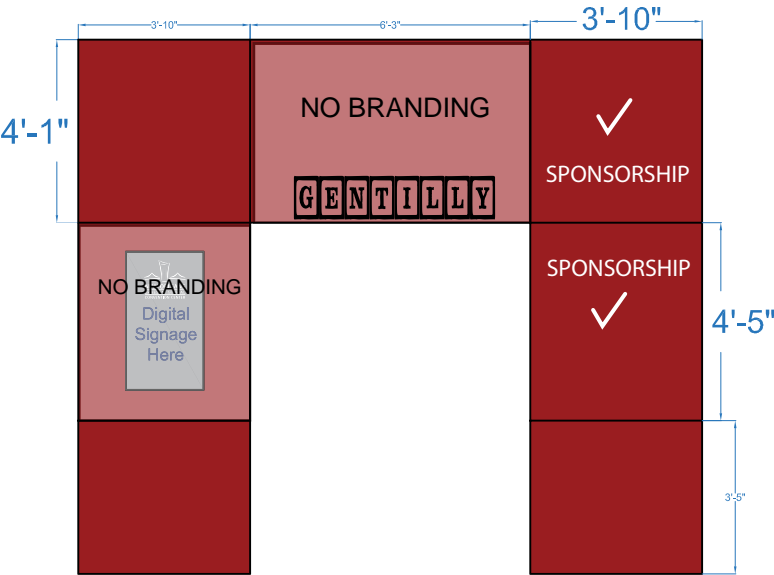 3'-10"
6'-3"
3'-10"
4'-1"
NO BRANDING
SPONSORSHIP
GENTILLY
SPONSORSHIP
NO BRANDING
Digital
Signage
Here
4'-5"
3'-5"